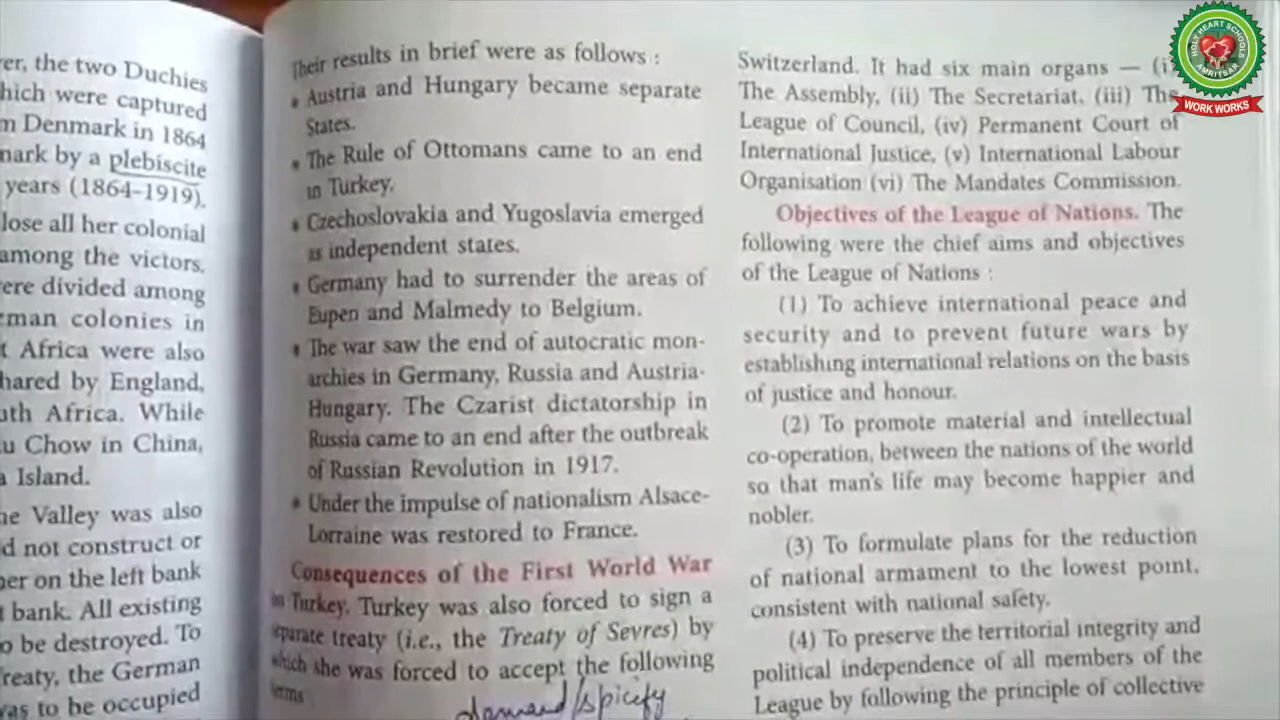 er, the two Duchies
hich were captured
m Denmark in 1864
mark by a plebiscite
years (1864-1919).
lose all her colonial
among the victors.
ere divided among
rman colonies in
t Africa were also
hared by England,
uth Africa. While
u Chow in China,
a Island.
ne Valley was also
d not construct or
er on the left bank
t bank. All existing
o be destroyed. To
reaty, the German
vas to be occupied
Their results in brief were as follows :
• Austria and Hungary became separate
States.
• The Rule of Ottomans came to an end
in Turkey.
• Czechoslovakia and Yugoslavia emerged
as independent states.
• Germany had to surrender the areas of
Eupen and Malmedy to Belgium.
• The war saw the end of autocratic mon-
archies in Germany, Russia and Austria-
Hungary. The Czarist dictatorship in
Russia came to an end after the outbreak
of Russian Revolution in 1917.
• Under the impulse of nationalism Alsace-
Lorraine was restored to France.
Consequences of the First World War
on Turkey. Turkey was also forced to sign a
separate treaty (i.e., the Treaty of Sevres) by
which she was forced to accept the following
terms
demand/spicefy
Switzerland. It had six main organs — (i)
The Assembly, (ii) The Secretariat, (iii) The
League of Council, (iv) Permanent Court of
International Justice, (v) International Labour
Organisation (vi) The Mandates Commission.
Objectives of the League of Nations. The
following were the chief aims and objectives
of the League of Nations :
(1) To achieve international peace and
security and to prevent future wars by
establishing international relations on the basis
of justice and honour.
(2) To promote material and intellectual
co-operation, between the nations of the world
so that man's life may become happier and
nobler.
(3) To formulate plans for the reduction
of national armament to the lowest point,
consistent with national safety.
(4) To preserve the territorial integrity and
political independence of all members of the
League by following the principle of collective
HOLY HEART SCHOOLS
AMRITSAR
WORK WORKS